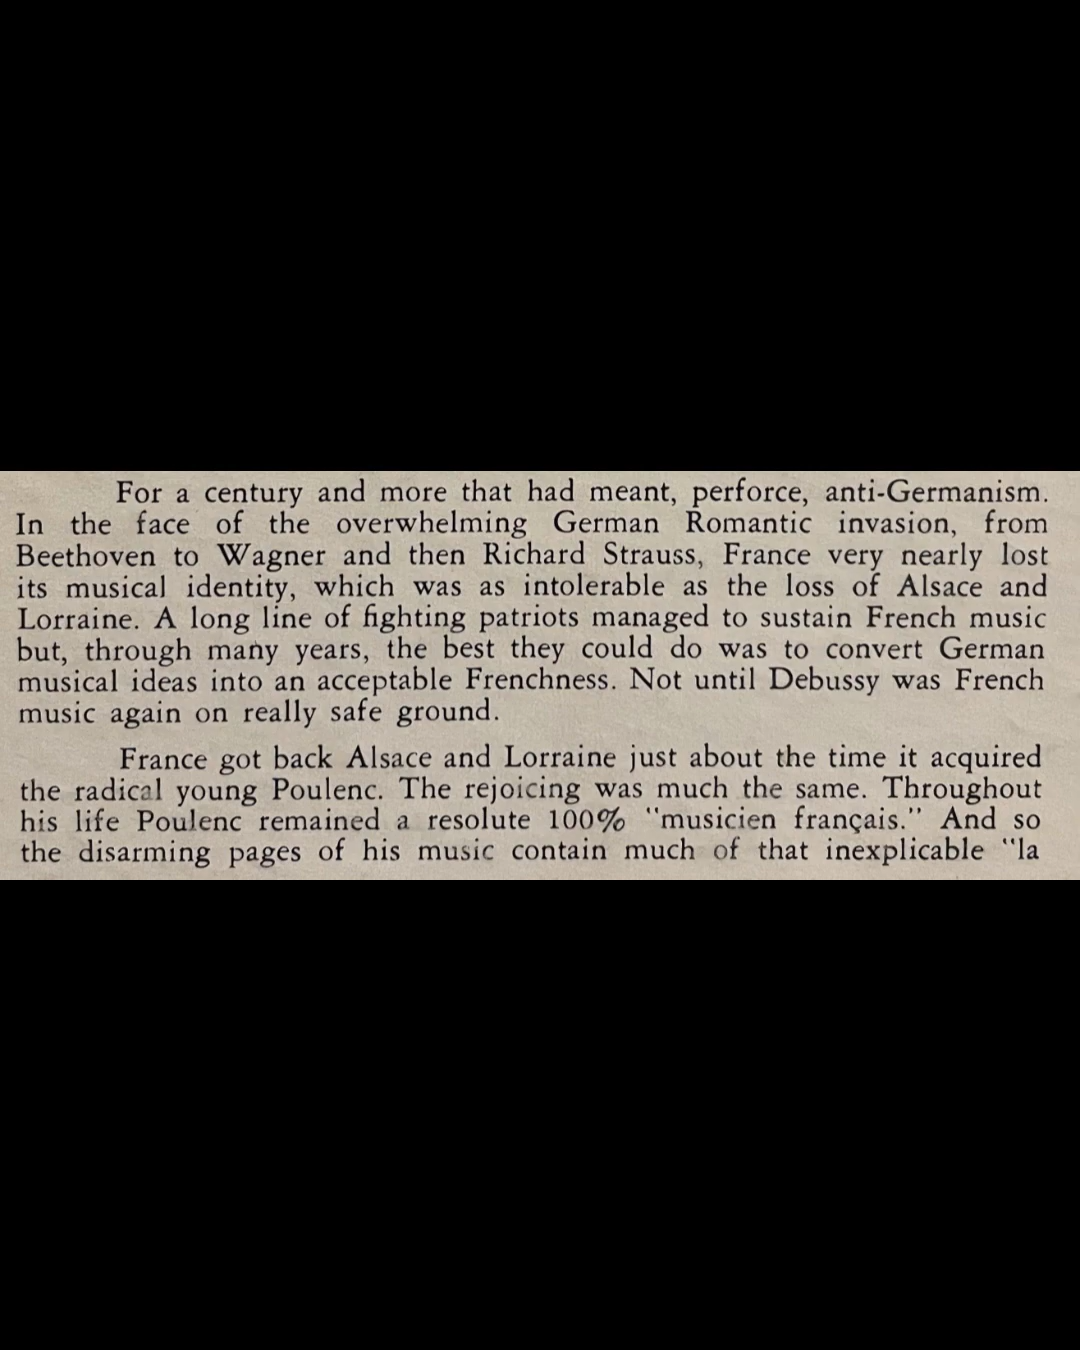 For a century and more that had meant, perforce, anti-Germanism.
In the face of the overwhelming German Romantic invasion, from
Beethoven to Wagner and then Richard Strauss, France very nearly lost
its musical identity, which was as intolerable as the loss of Alsace and
Lorraine. A long line of fighting patriots managed to sustain French music
but, through many years, the best they could do was to convert German
musical ideas into an acceptable Frenchness. Not until Debussy was French
music again on really safe ground.
France got back Alsace and Lorraine just about the time it acquired
the radical young Poulenc. The rejoicing was much the same. Throughout
his life Poulenc remained a resolute 100% "musicien français." And so
the disarming pages of his music contain much of that inexplicable "la